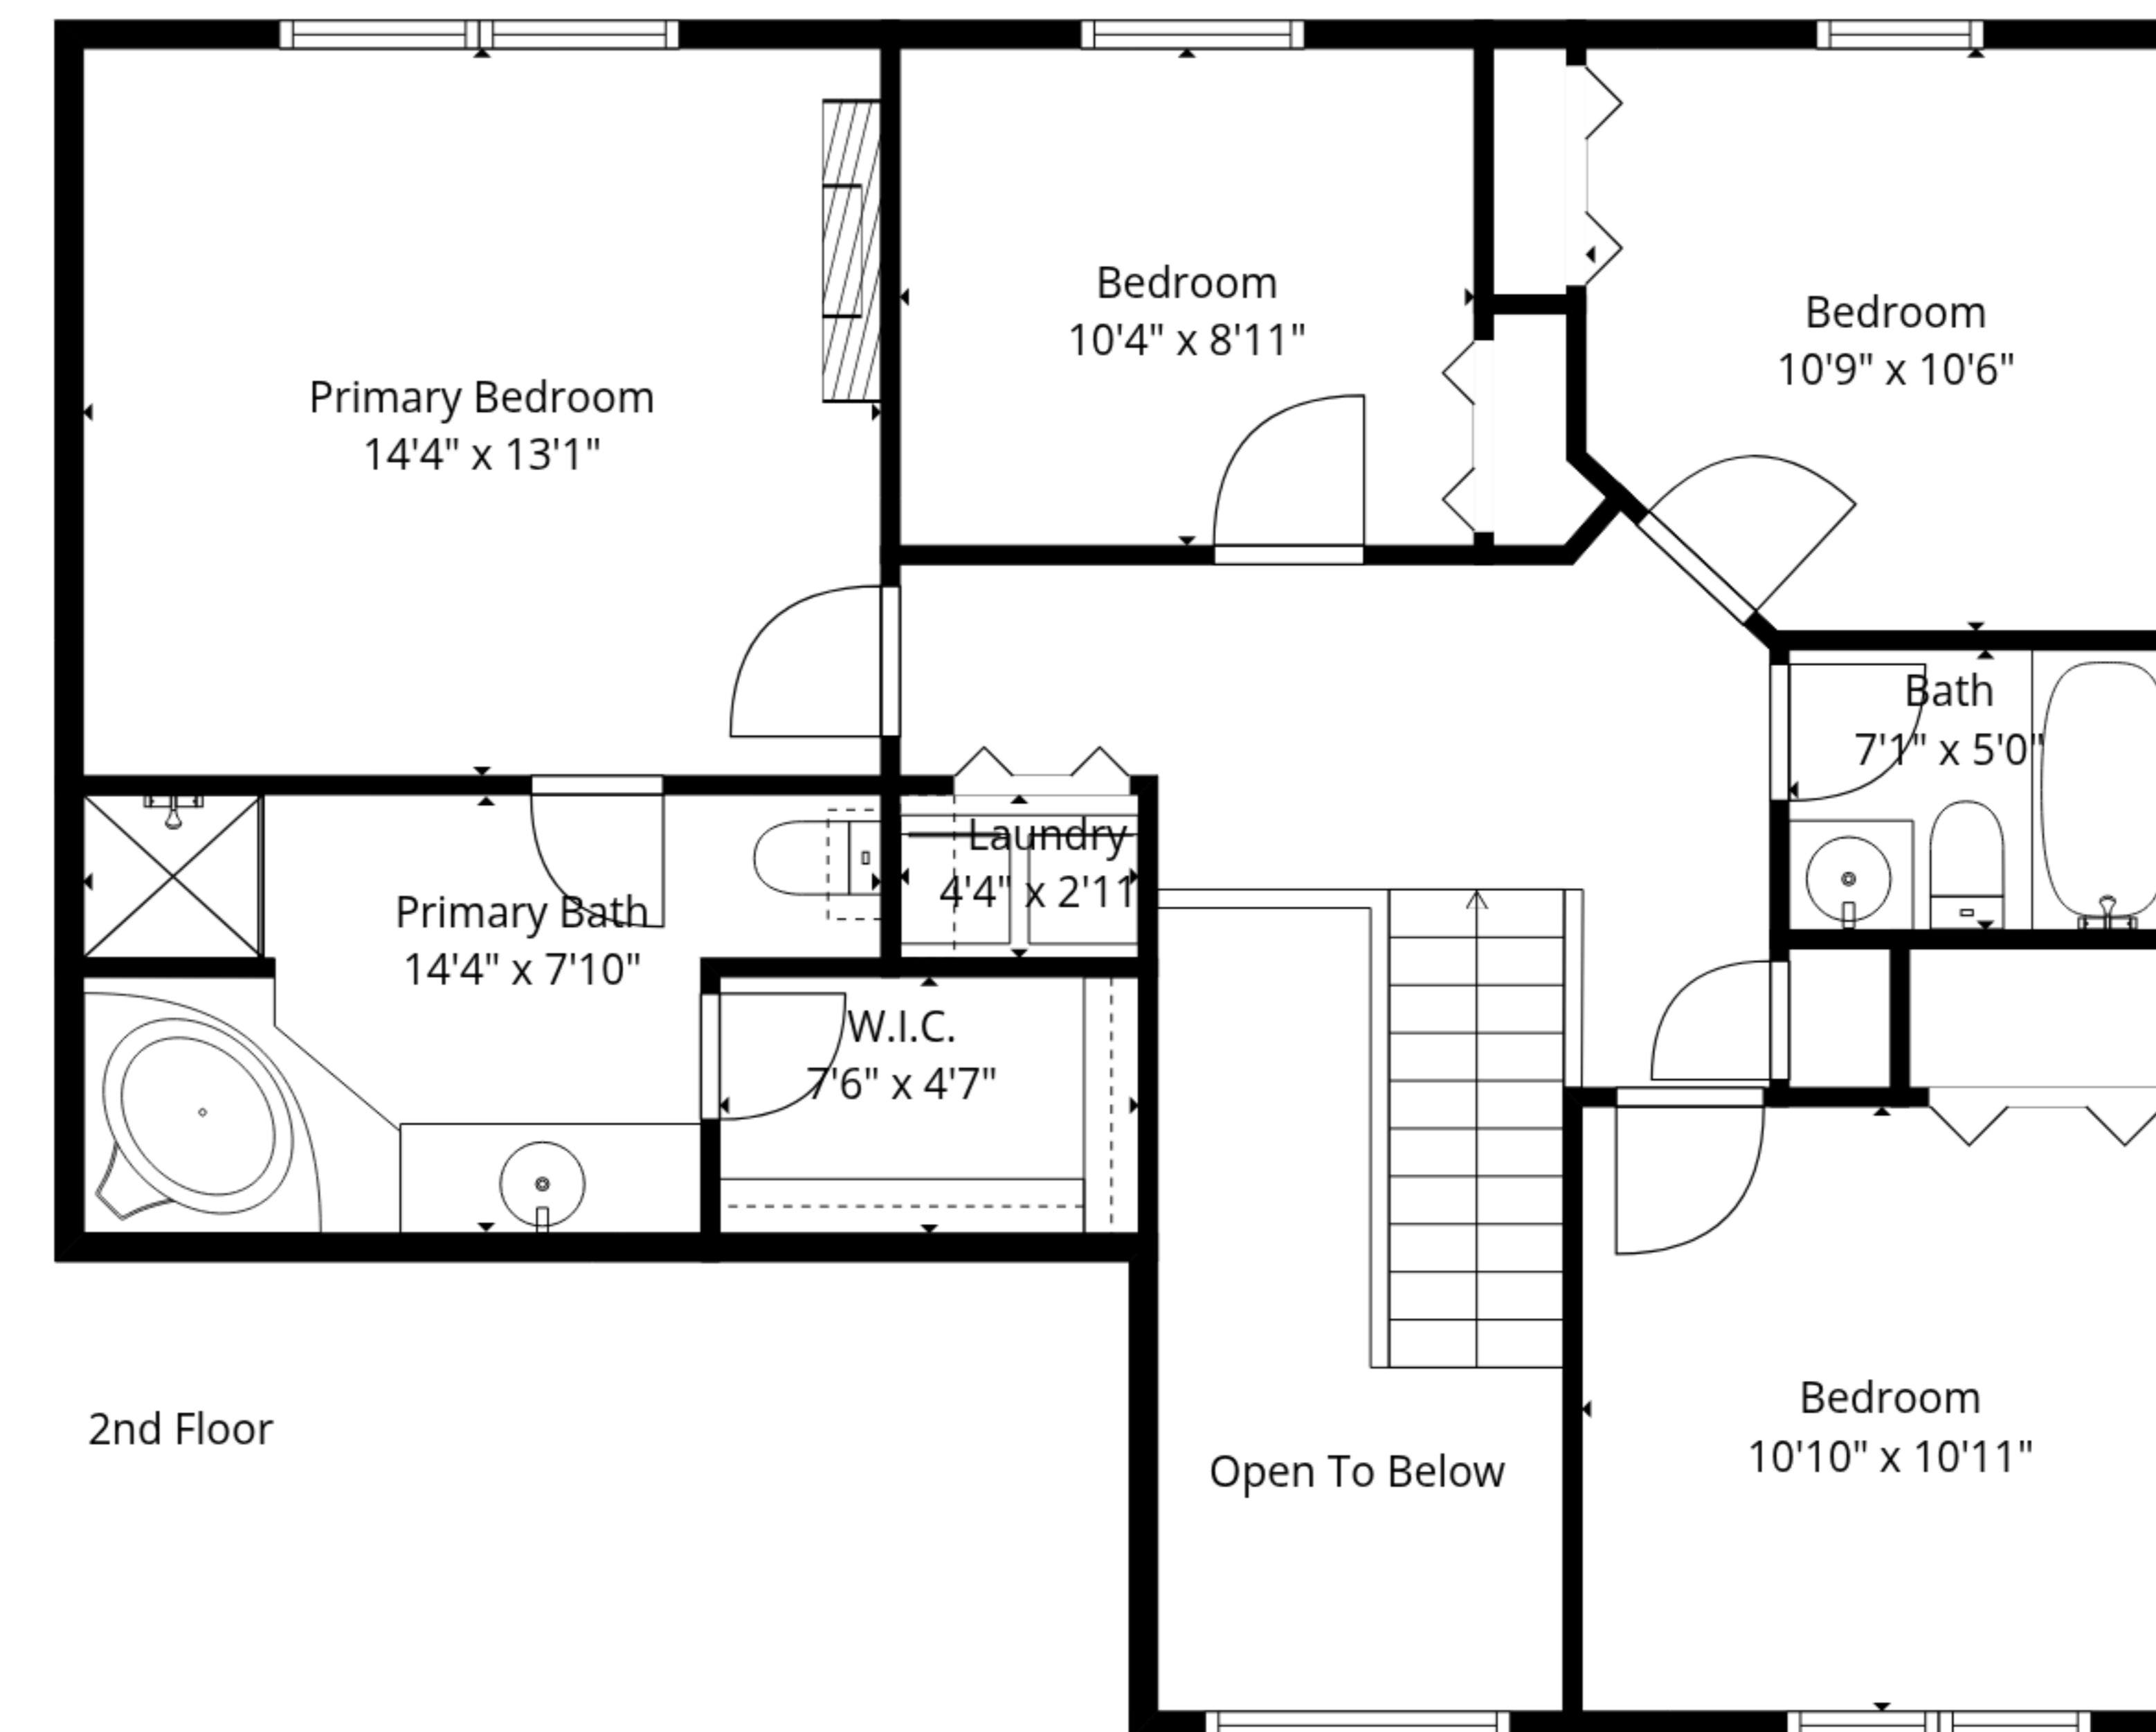 Primary Bedroom
14'4" x 13'1"
Bedroom
10'4" x 8'11"
Bedroom
10'9" x 10'6"
Bath
7'1" x 5'0"
Laundry
4'4" x 2'11
Primary Bath
14'4" x 7'10"
W.I.C.
7'6" x 4'7"
2nd Floor
Open To Below
Bedroom
10'10" x 10'11"